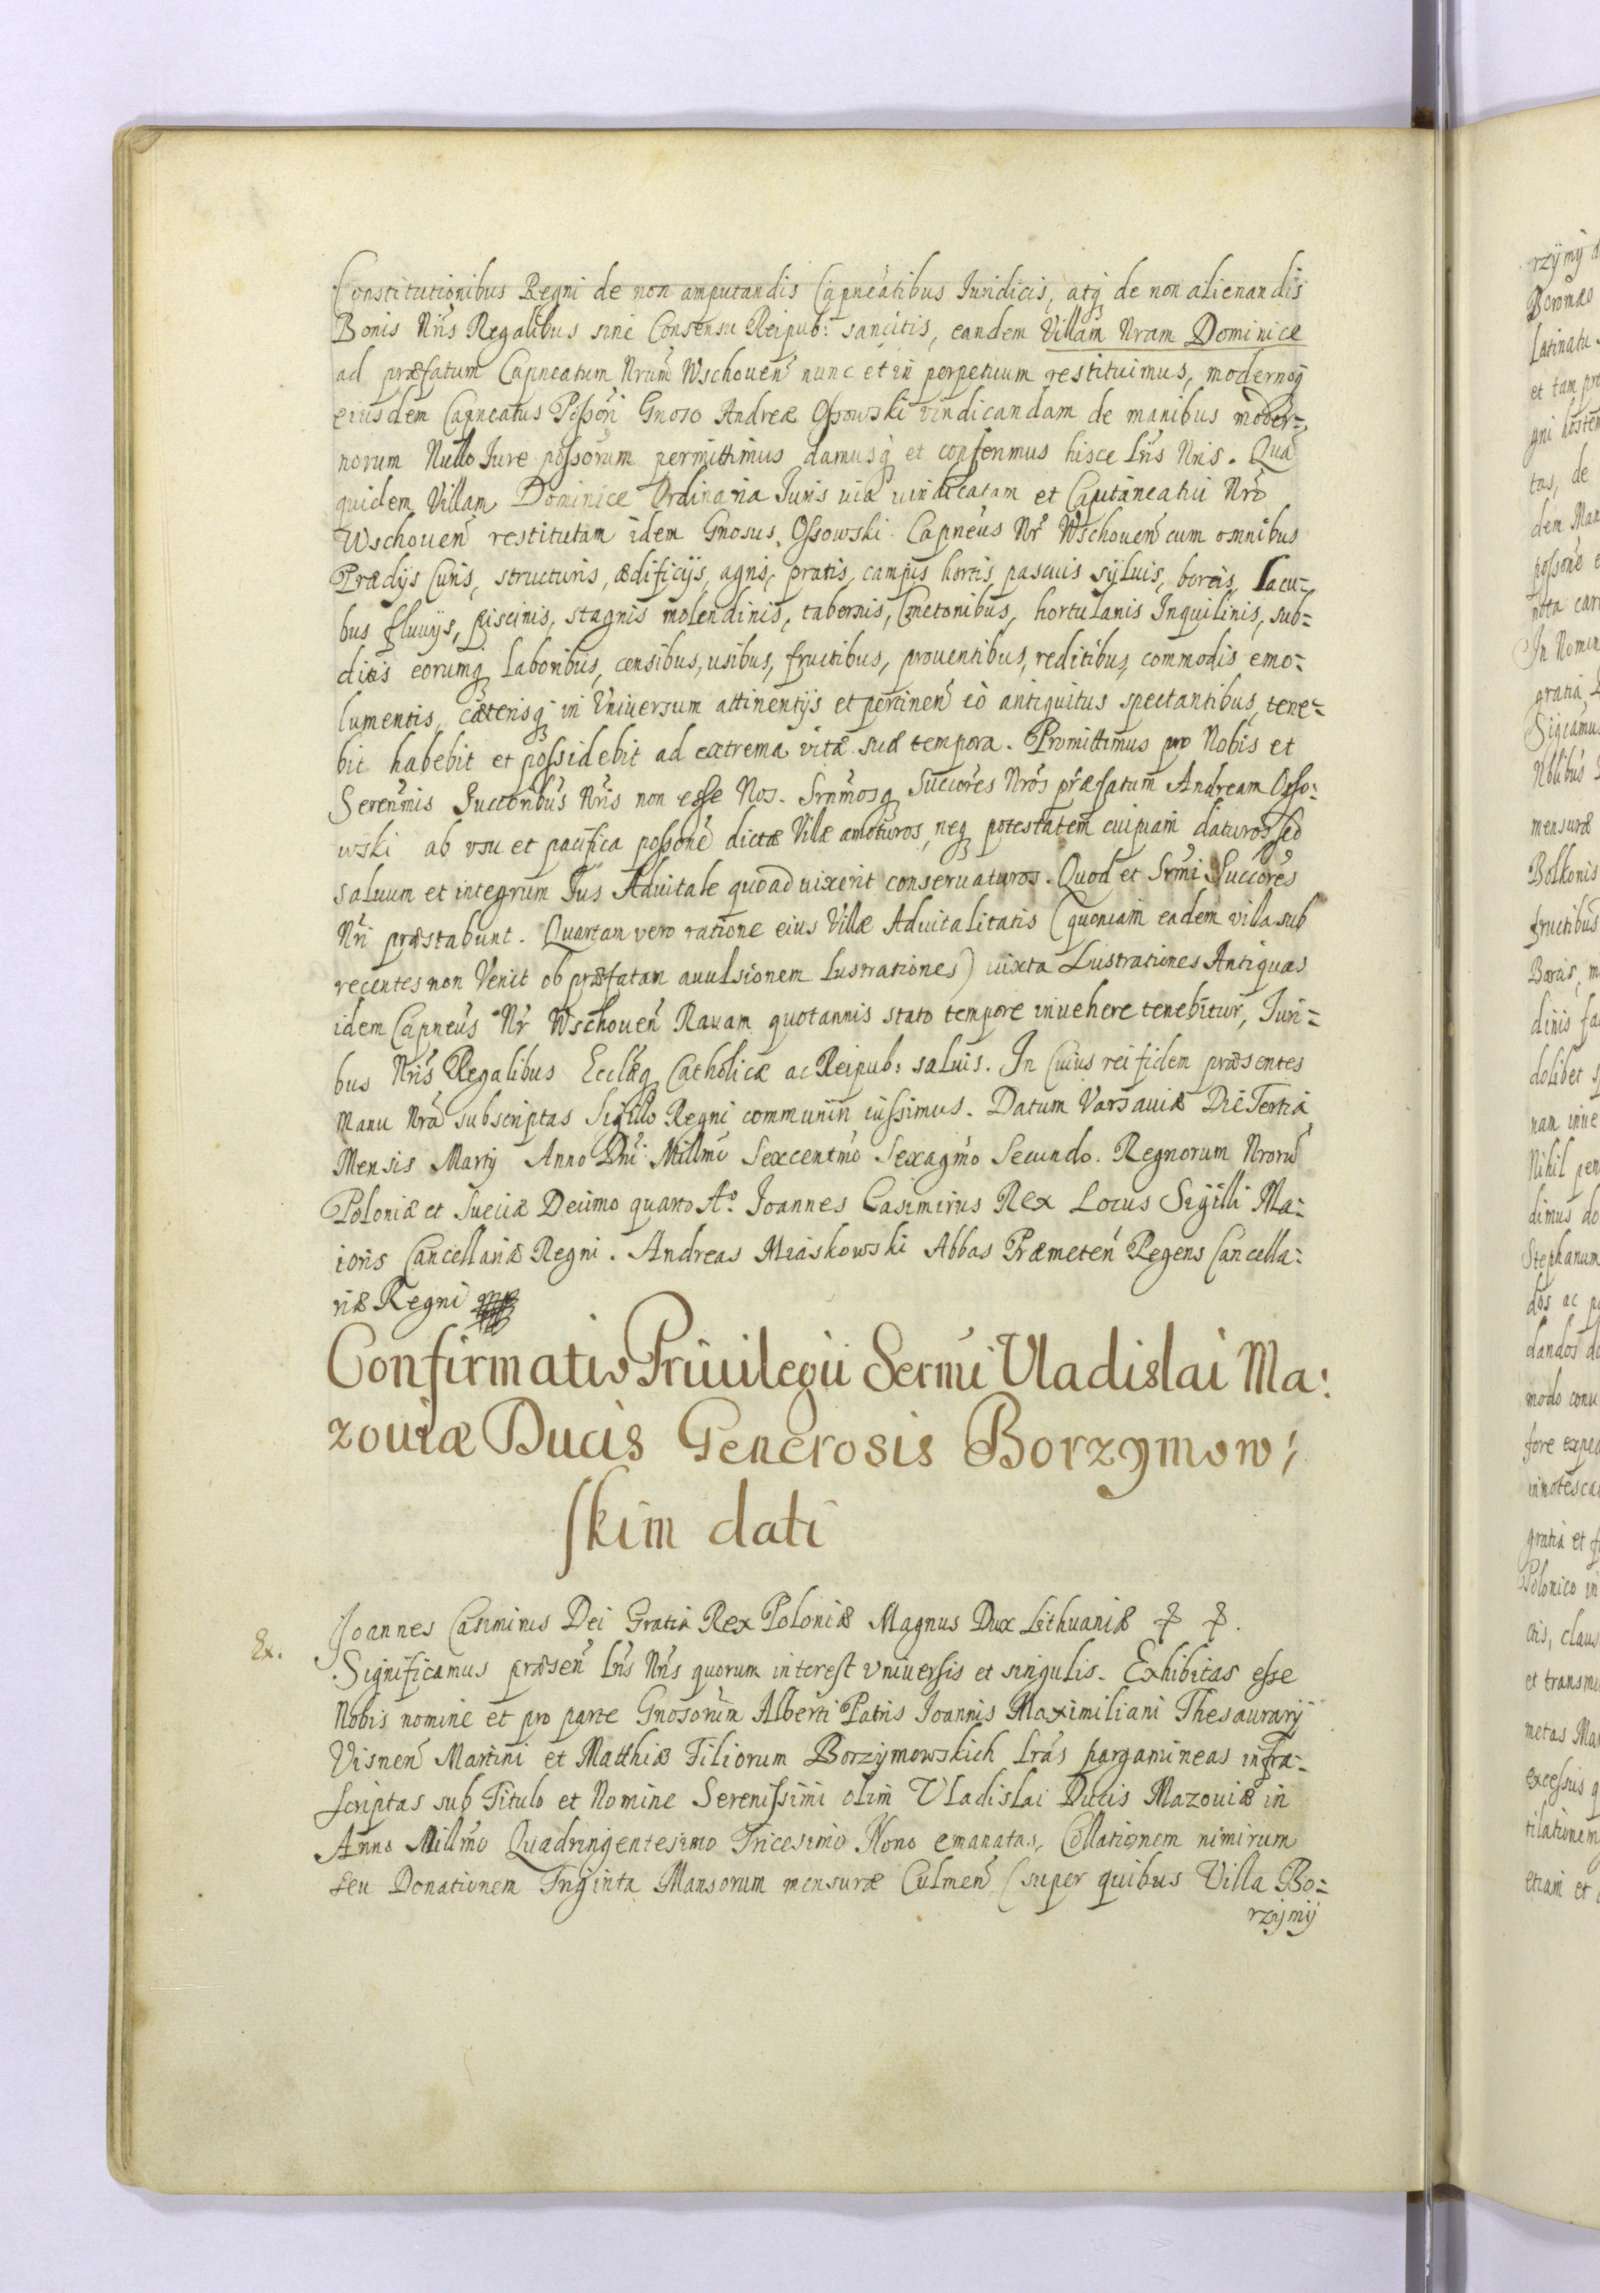 Constitutionibus Regni de non amputandis Capneatibus Iuridicis, atq de non alienandis
Bonis Nris Regalibus sine Consensu Reipub: sancitis, eandem Villam Nram Dominice
ad præfatum Capneatum Nrum Wschouen nunc et in perpetuum restituimus, modernoq
eiusdem Capneatus Possori Gnoso Andreæ Ossowski vindicandam de manibus moder=
norum Nullo Iure possorum permittimus damusq et conferimus hisce Lris Nris. Qua
quidem Villam Dominice Ordinaria Iuris uia uindicatam et Capitaneatui Nro
Wschouen restitutam idem Gnosus Ossowski Capneus Nr Wschouen cum omnibus
Prædijs Curis, structuris, ædificijs, agris, pratis, campis hortis, pascuis syluis, boreis, Lacu=
bus fluuijs, piscinis, stagnis molendinis, tabernis, Cmetonibus, hortulanis Inquilinis, sub=
ditis eorumq laboribus, censibus, usibus, fructibus, prouentibus, reditibus, commodis emo=
lumentis, cæterisq in Uniuersum attinentijs et pertinen eò antiquitus spectantibus, tene=
bit habebit et possidebit ad extrema vitæ suæ tempora. Promittimus pro Nobis et
Serennmis Succoribus Nris non esse Nos. Srnmosq Succores Nros præfatum Andream Osso=
wski ab vsu et pacifica possone dictæ Villæ amoturos, neq potestatem cuipiam daturos sed
saluum et integrum Ius Aduitale quoad uixerit conseruaturos. Quod et Srmi Succores
Nri præstabunt. Quartam vero ratione eius Villæ Aduitalitatis (quoniam eadem villa sub
recentes non Venit ob præfatam auulsionem Lustrationes) iuxta Lustrationes Antiquas
idem Capneus Nr Wschouen Rauam quotannis stato tempore inuehere tenebitur, Iuri=
bus Nris Regalibus Ecclæq Catholicæ ac Reipub: saluis. In Cuius rei fidem præsentes
Manu Nra subscriptas Sigillo Regni communiri iussimus. Datum Varsauiæ Die Tertia
Mensis Martij Anno Dni Millmo Sexcentmo Sexagmo Secundo. Regnorum Nroru
Poloniæ et Sueciæ Decimo quarto Ao. Joannes Casimirus Rex Locus Sigilli Ma=
ioris Cancellariæ Regni. Andreas Miaskowski Abbas Præmeten Regens Cancella=
riæ Regni
Confirmatio Priuilegii Sermi Vladislai Ma:
zouiæ Ducis Generosis Borzymow:
skim dati
Ex.
Joannes Casimirus Dei Gratia Rex Poloniæ Magnus Dux Lithuaniæ
Significamus præsen Lris Nris quorum interest vniuersis et singulis. Exhibitas esse
Nobis nomine et pro parte Gnosorum Alberti Patris Joannis Maximiliani Thesaurarij
Visnen Martini et Matthiæ Filiorum Borzymowskich Lras pargamineas infra=
scriptas sub Titulo et Nomine Serenissimi olim Vladislai Ducis Mazouiæ in
Anno Millmo Quadringentesimo Tricesimo Nono emanatas, Collationem nimirum
seu Donationem Triginta Mansorum mensuræ Culmen (super quibus Villa Bo=
rzymij